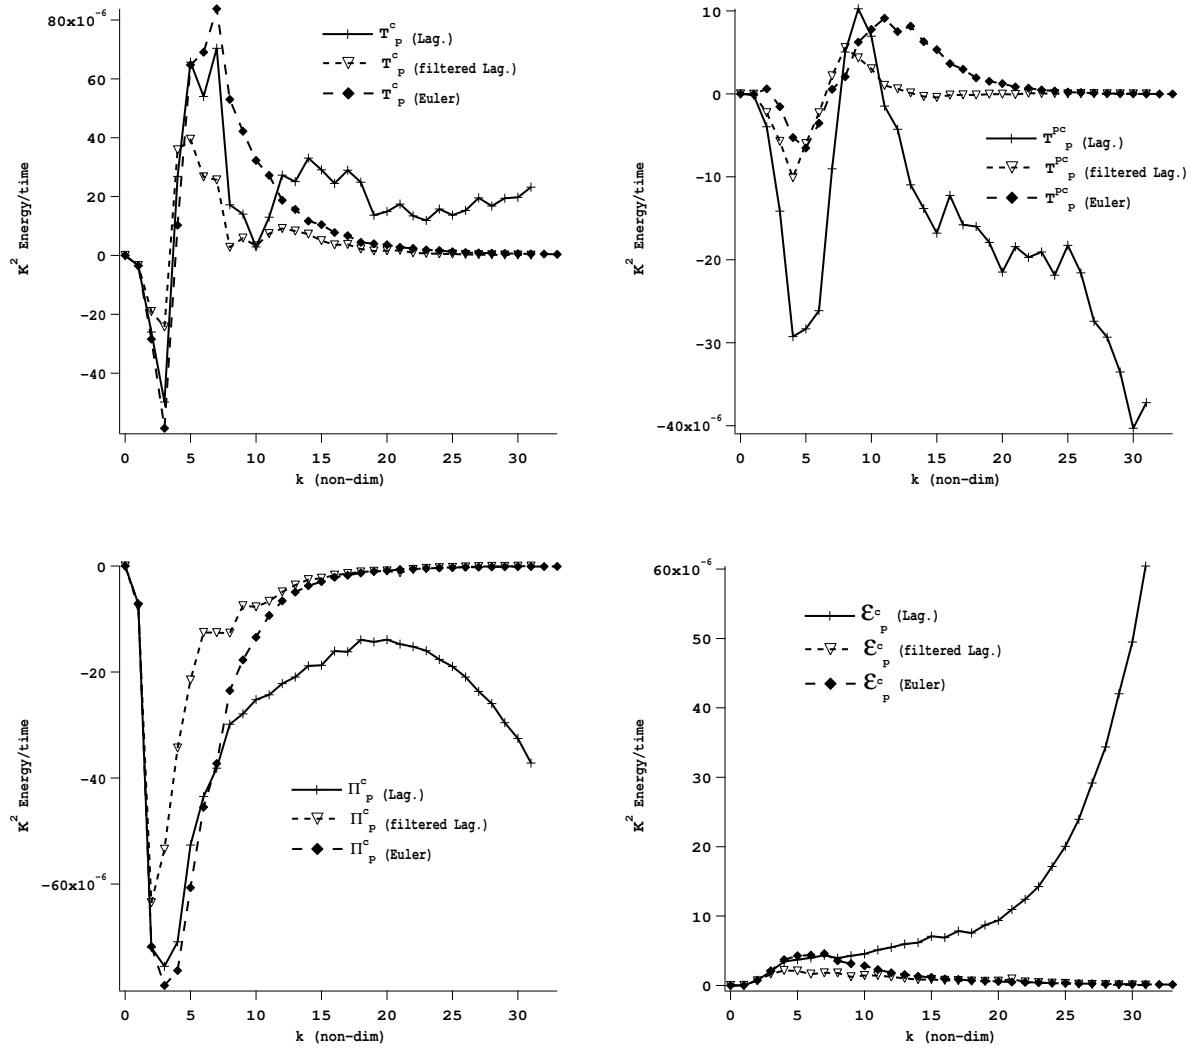 80x10⁻⁶
60
40
20
0
-20
-40
K² Energy/time
T^c_p (Lag.)
T^c_p (filtered Lag.)
T^c_p (Euler)
0 5 10 15 20 25 30
k (non-dim)
10
0
-10
-20
-30
-40x10⁻⁶
K² Energy/time
T^pc_p (Lag.)
T^pc_p (filtered Lag.)
T^pc_p (Euler)
0 5 10 15 20 25 30
k (non-dim)
0
-20
-40
-60x10⁻⁶
K² Energy/time
Π^c_p (Lag.)
Π^c_p (filtered Lag.)
Π^c_p (Euler)
0 5 10 15 20 25 30
k (non-dim)
60x10⁻⁶
50
40
30
20
10
0
K² Energy/time
Ɛ^c_p (Lag.)
Ɛ^c_p (filtered Lag.)
Ɛ^c_p (Euler)
0 5 10 15 20 25 30
k (non-dim)